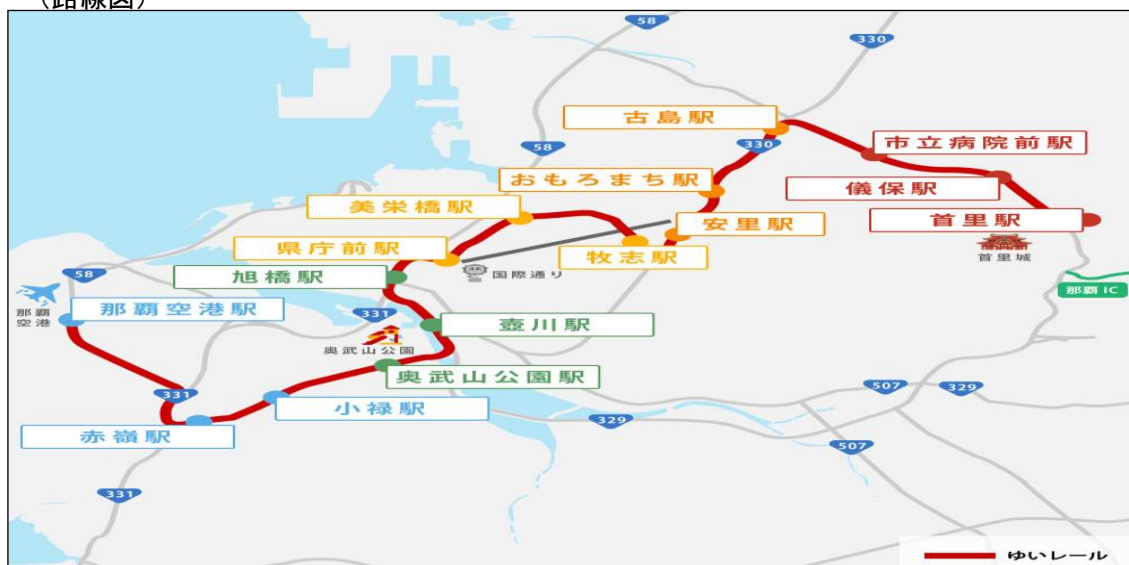 （路線図）
58
330
古島駅
330
市立病院前駅
58
おもろまち駅
儀保駅
美栄橋駅
首里駅
安里駅
県庁前駅
牧志駅
首里城
国際通り
旭橋駅
58
那覇IC
那覇空港駅
那覇
空港
331
壺川駅
奥武山公園
奥武山公園駅
507
329
331
小禄駅
329
赤嶺駅
507
331
ゆいレール